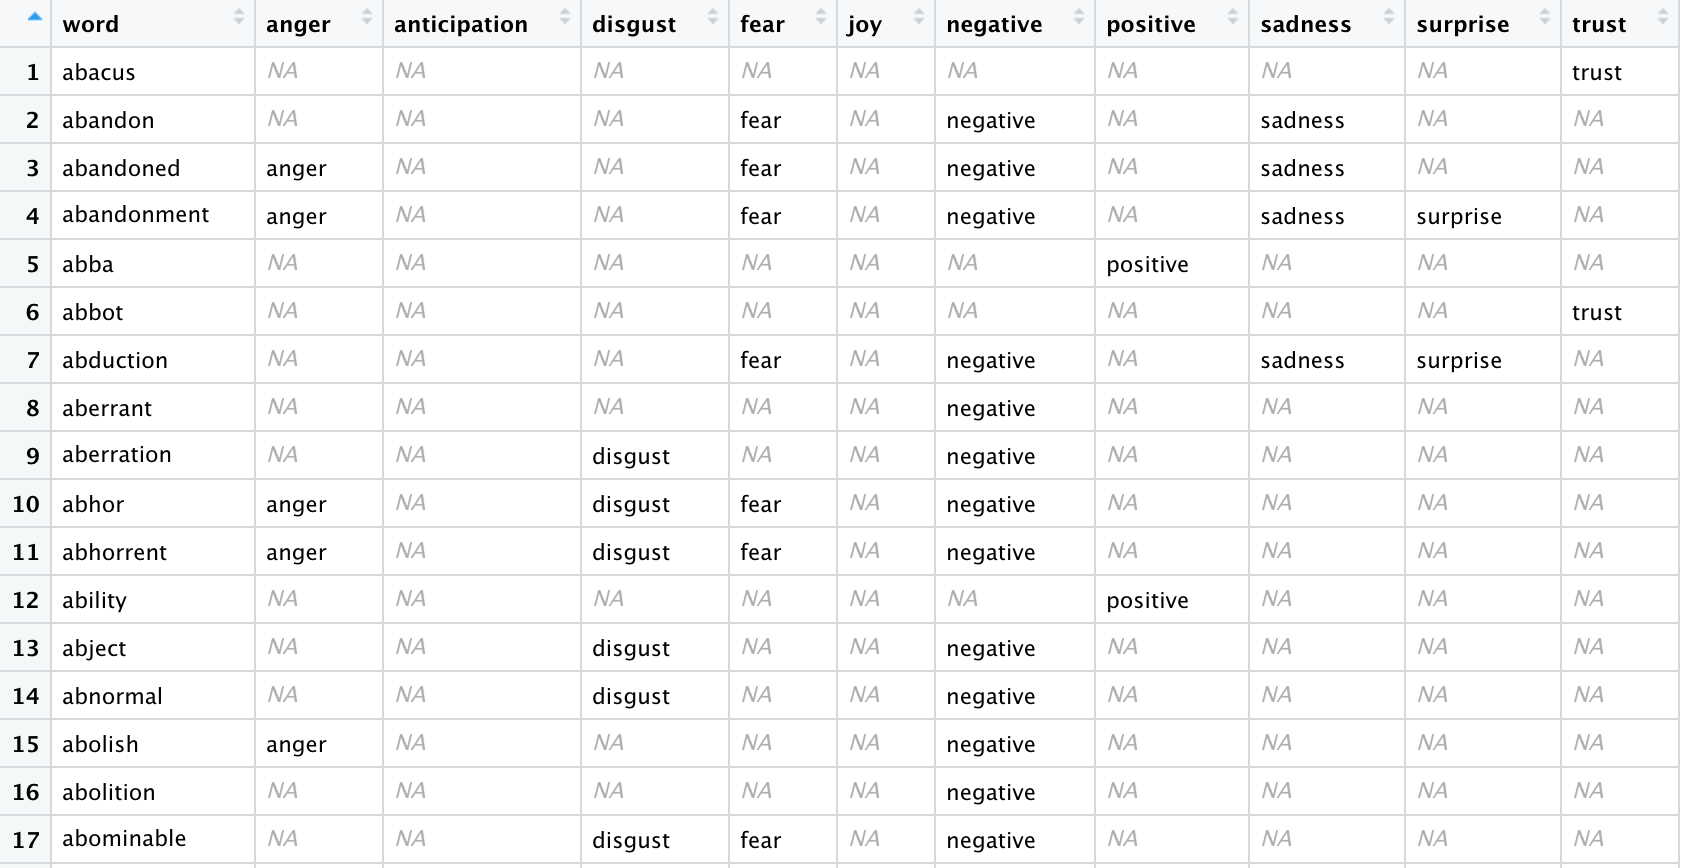 word anger anticipation disgust fear joy negative positive sadness surprise trust
1 abacus NA NA NA NA NA NA NA NA NA trust
2 abandon NA NA NA fear NA negative NA sadness NA NA
3 abandoned anger NA NA fear NA negative NA sadness NA NA
4 abandonment anger NA NA fear NA negative NA sadness surprise NA
5 abba NA NA NA NA NA NA positive NA NA NA
6 abbot NA NA NA NA NA NA NA NA NA trust
7 abduction NA NA NA fear NA negative NA sadness surprise NA
8 aberrant NA NA NA NA NA negative NA NA NA NA
9 aberration NA NA disgust NA NA negative NA NA NA NA
10 abhor anger NA disgust fear NA negative NA NA NA NA
11 abhorrent anger NA disgust fear NA negative NA NA NA NA
12 ability NA NA NA NA NA NA positive NA NA NA
13 abject NA NA disgust NA NA negative NA NA NA NA
14 abnormal NA NA disgust NA NA negative NA NA NA NA
15 abolish anger NA NA NA NA negative NA NA NA NA
16 abolition NA NA NA NA NA negative NA NA NA NA
17 abominable NA NA disgust fear NA negative NA NA NA NA